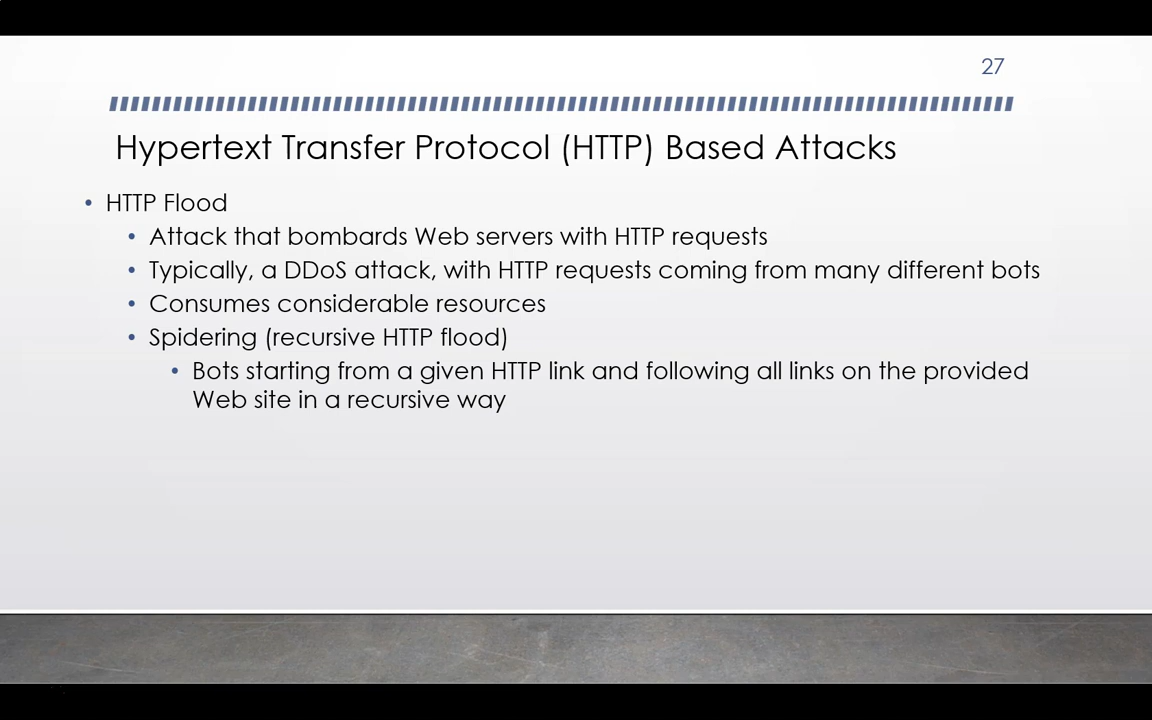 27
Hypertext Transfer Protocol (HTTP) Based Attacks
• HTTP Flood
• Attack that bombards Web servers with HTTP requests
• Typically, a DDoS attack, with HTTP requests coming from many different bots
• Consumes considerable resources
• Spidering (recursive HTTP flood)
• Bots starting from a given HTTP link and following all links on the provided
Web site in a recursive way